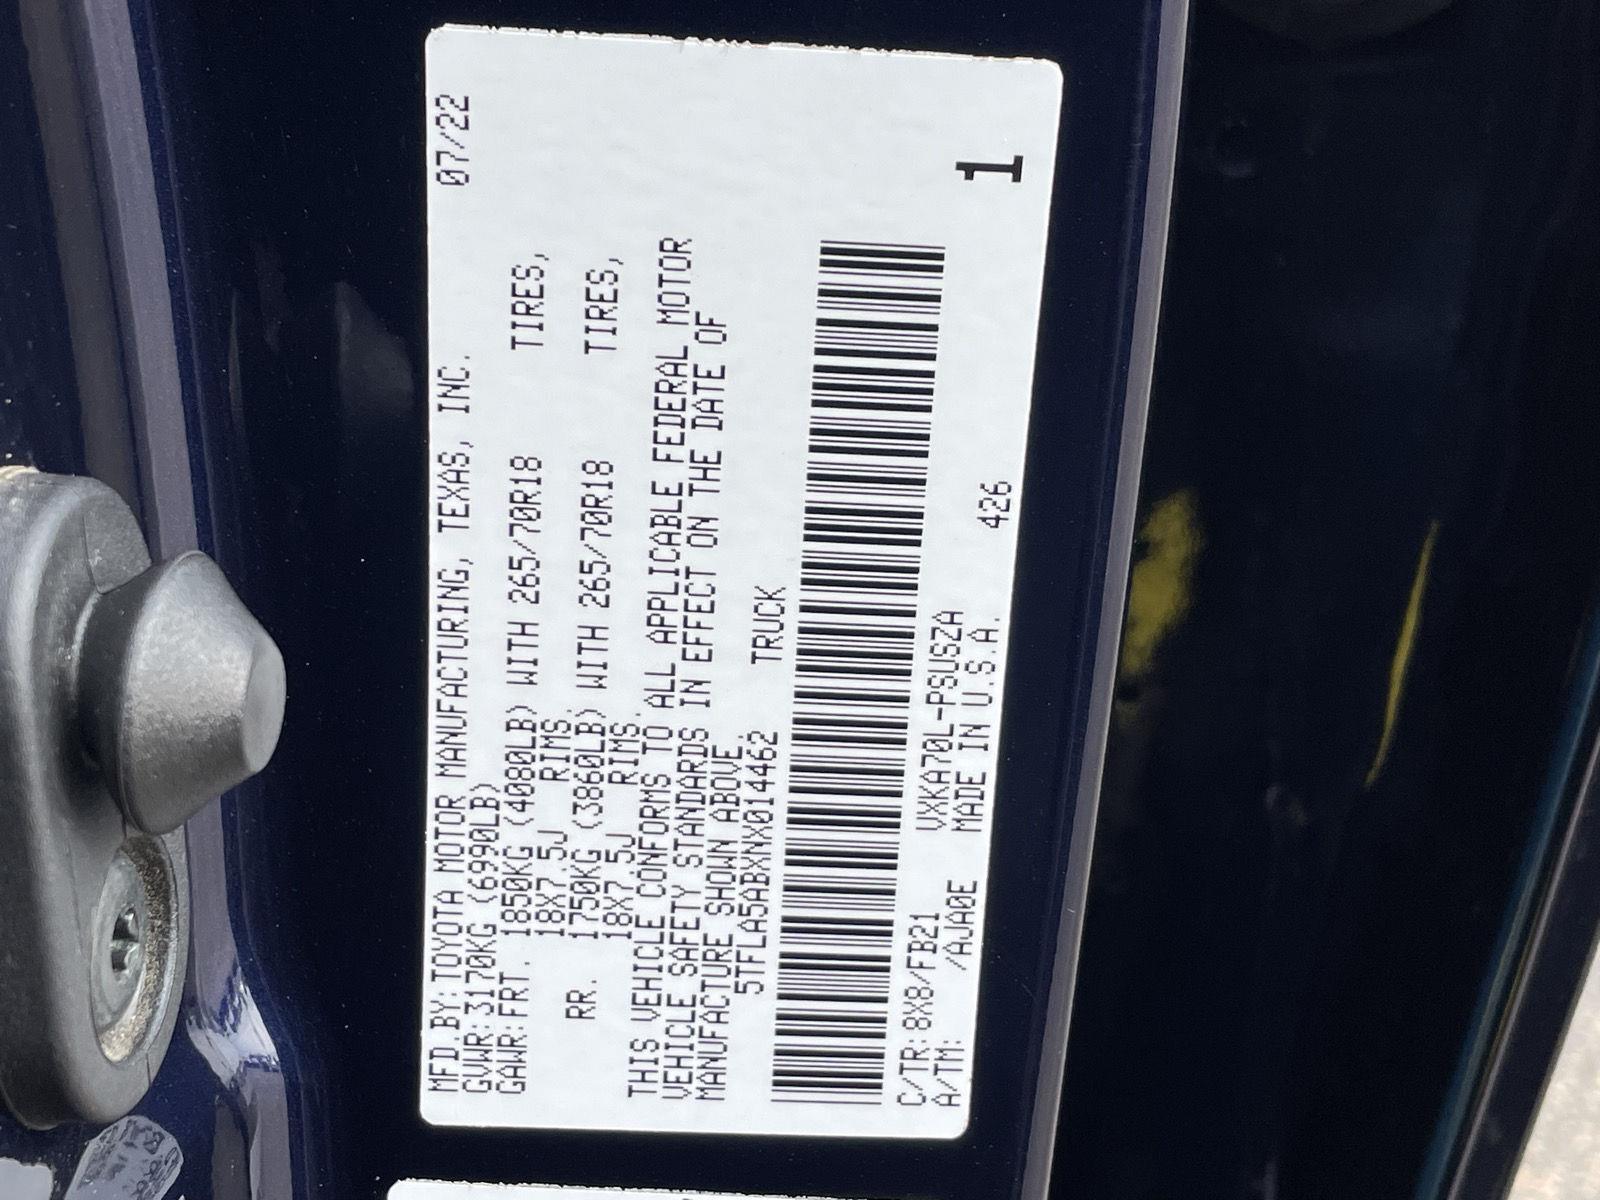 MFD.BY:TOYOTA MOTOR MANUFACTURING, TEXAS, INC. 07/22
GVWR:3170KG (6990LB)
GAWR:FRT. 1850KG (4080LB) WITH 265/70R18 TIRES,
18X7.5J RIMS.
RR. 1750KG (3860LB) WITH 265/70R18 TIRES,
18X7.5J RIMS.
THIS VEHICLE CONFORMS TO ALL APPLICABLE FEDERAL MOTOR
VEHICLE SAFETY STANDARDS IN EFFECT ON THE DATE OF
MANUFACTURE SHOWN ABOVE.
5TFLA5ABXNX014462 TRUCK
C/TR:8X8/FB21 VXKA70L-PSUSZA
A/TM: /AJA0E MADE IN U.S.A. 426
1